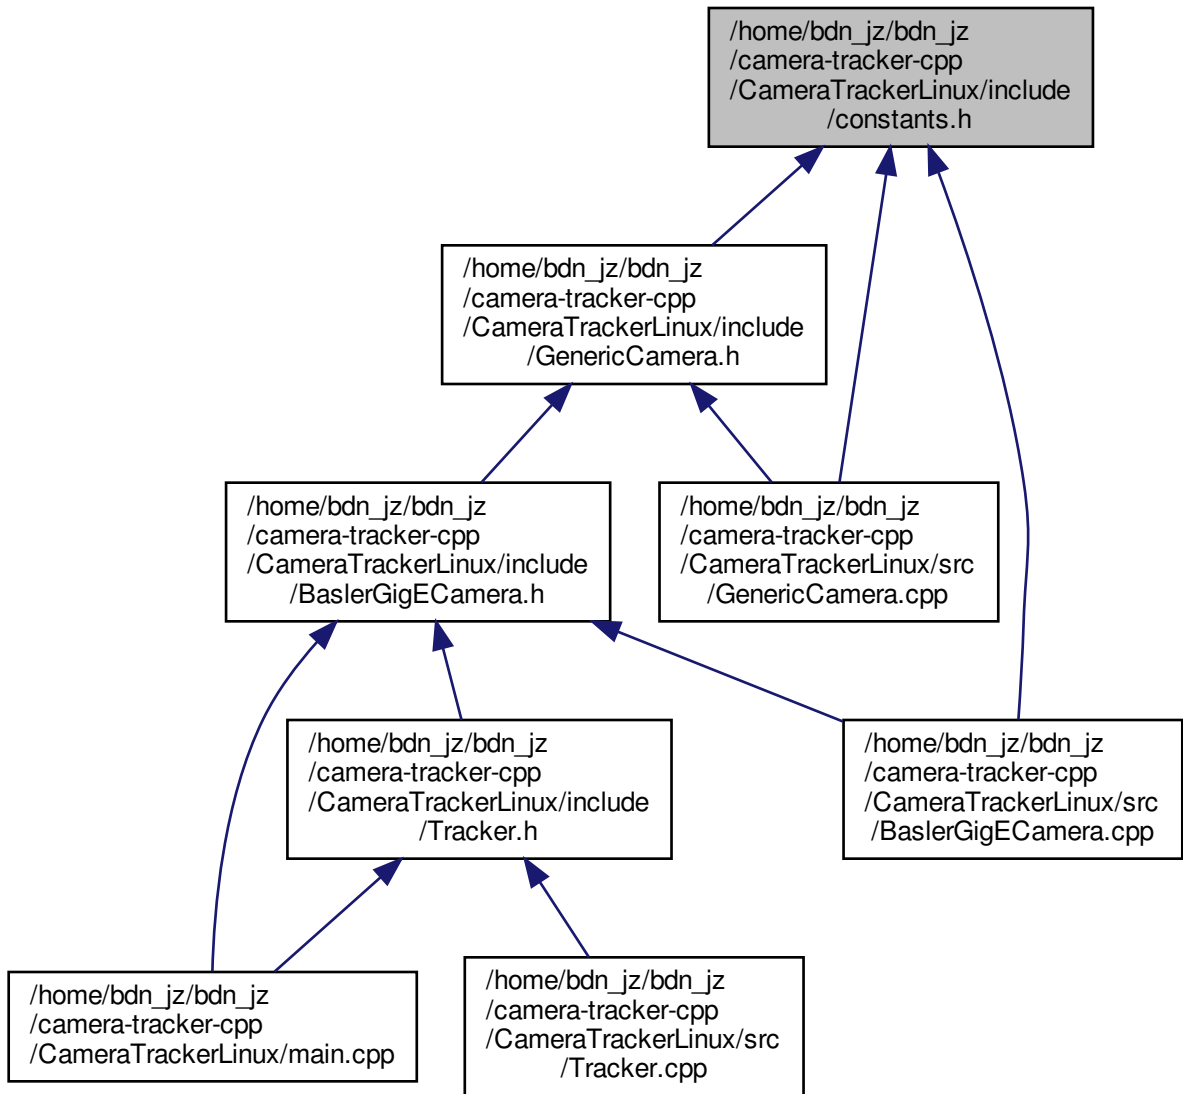 /home/bdn_jz/bdn_jz
/camera-tracker-cpp
/CameraTrackerLinux/include
/constants.h
/home/bdn_jz/bdn_jz
/camera-tracker-cpp
/CameraTrackerLinux/include
/GenericCamera.h
/home/bdn_jz/bdn_jz
/camera-tracker-cpp
/CameraTrackerLinux/include
/BaslerGigECamera.h
/home/bdn_jz/bdn_jz
/camera-tracker-cpp
/CameraTrackerLinux/src
/GenericCamera.cpp
/home/bdn_jz/bdn_jz
/camera-tracker-cpp
/CameraTrackerLinux/include
/Tracker.h
/home/bdn_jz/bdn_jz
/camera-tracker-cpp
/CameraTrackerLinux/src
/BaslerGigECamera.cpp
/home/bdn_jz/bdn_jz
/camera-tracker-cpp
/CameraTrackerLinux/main.cpp
/home/bdn_jz/bdn_jz
/camera-tracker-cpp
/CameraTrackerLinux/src
/Tracker.cpp